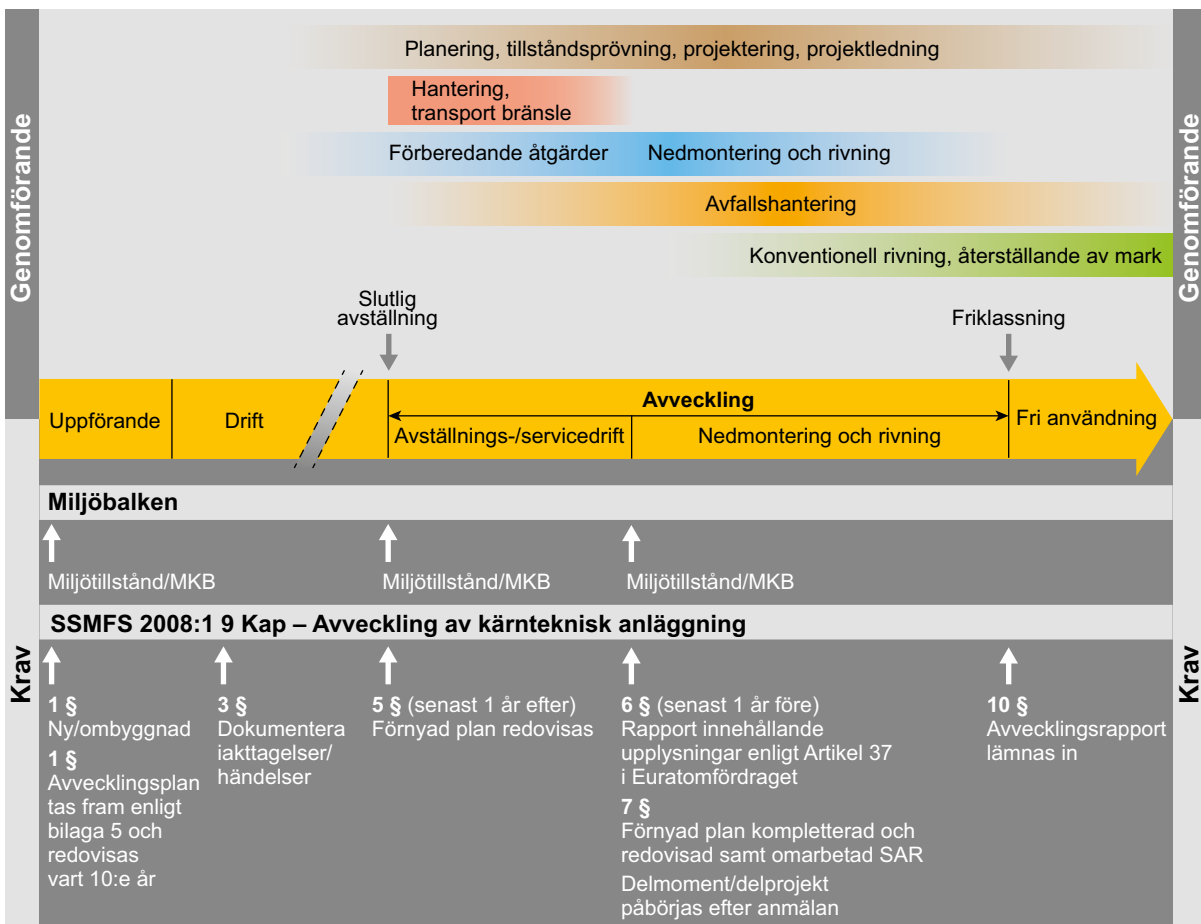 Genomförande
Genomförande
Planering, tillståndsprövning, projektering, projektledning
Hantering,
transport bränsle
Förberedande åtgärder
Nedmontering och rivning
Avfallshantering
Konventionell rivning, återställande av mark
Slutlig
avställning
Friklassning
Uppförande
Drift
Avveckling
Avställnings-/servicedrift
Nedmontering och rivning
Fri användning
Krav
Krav
Miljöbalken
Miljötillstånd/MKB
Miljötillstånd/MKB
Miljötillstånd/MKB
SSMFS 2008:1 9 Kap – Avveckling av kärnteknisk anläggning
1 §
Ny/ombyggnad
1 §
Avvecklingsplan
tas fram enligt
bilaga 5 och
redovisas
vart 10:e år
3 §
Dokumentera
iakttagelser/
händelser
5 § (senast 1 år efter)
Förnyad plan redovisas
6 § (senast 1 år före)
Rapport innehållande
upplysningar enligt Artikel 37
i Euratomfördraget
7 §
Förnyad plan kompletterad och
redovisad samt omarbetad SAR
Delmoment/delprojekt
påbörjas efter anmälan
10 §
Avvecklingsrapport
lämnas in